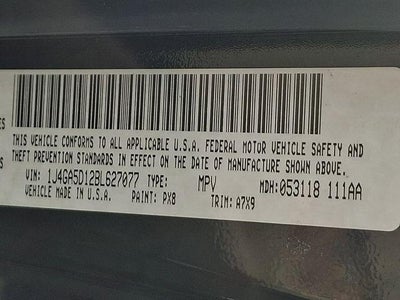 ES
THIS VEHICLE CONFORMS TO ALL APPLICABLE U.S.A. FEDERAL MOTOR VEHICLE SAFETY AND
THEFT PREVENTION STANDARDS IN EFFECT ON THE DATE OF MANUFACTURE SHOWN ABOVE.
VIN: 1J4GA5D12BL627077 TYPE: MPV MDH: 053118 111AA
VEHICLE MADE IN U.S.A. PAINT: PX8 TRIM: A7X9